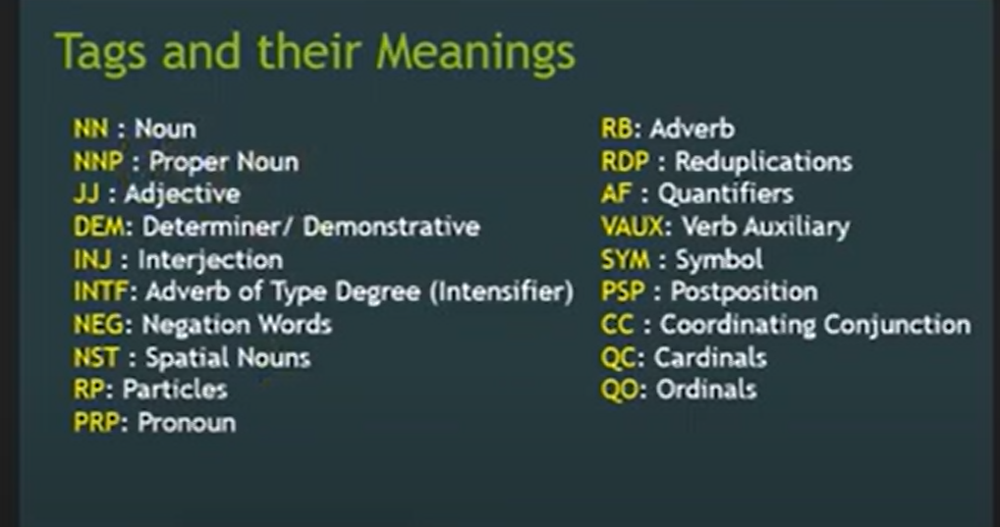 Tags and their Meanings
NN : Noun
NNP : Proper Noun
JJ : Adjective
DEM: Determiner/ Demonstrative
INJ : Interjection
INTF: Adverb of Type Degree (Intensifier)
NEG: Negation Words
NST : Spatial Nouns
RP: Particles
PRP: Pronoun
RB: Adverb
RDP : Reduplications
AF : Quantifiers
VAUX: Verb Auxiliary
SYM : Symbol
PSP : Postposition
CC : Coordinating Conjunction
QC: Cardinals
QO: Ordinals